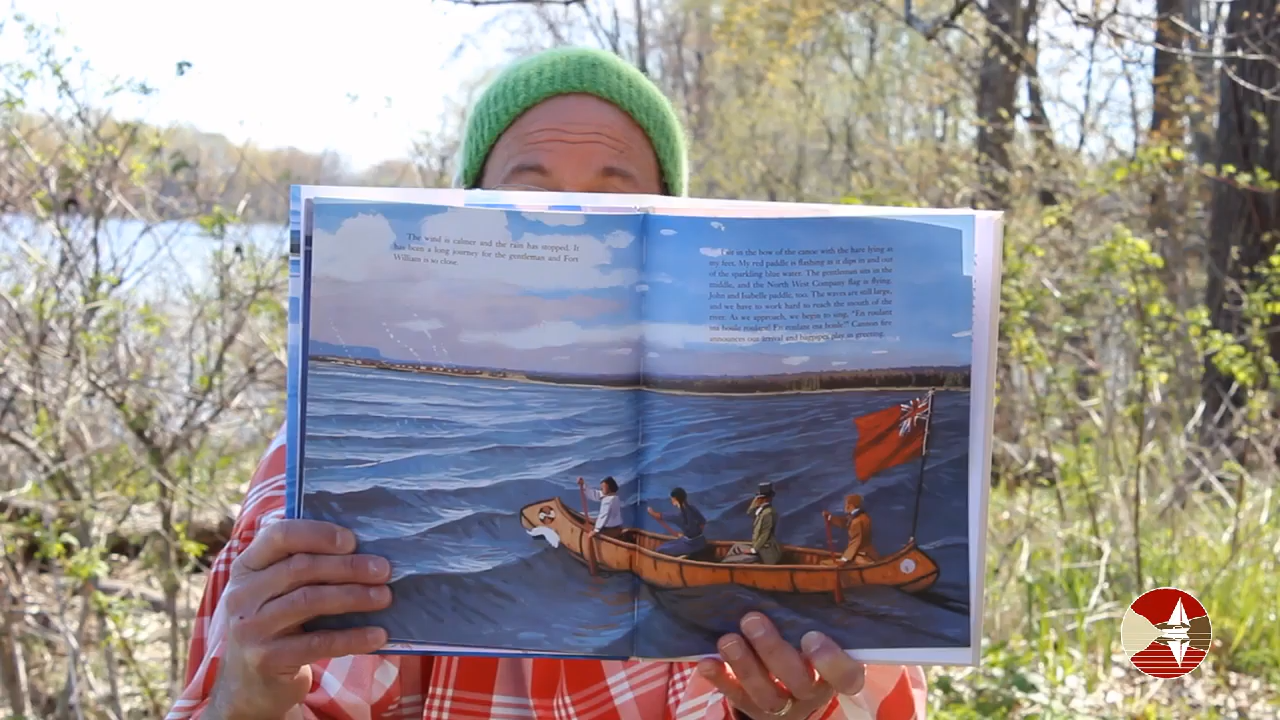 The wind is calmer and the rain has stopped. It
has been a long journey for the gentleman and Fort
William is so close.
I sit in the bow of the canoe with the hare lying at
my feet. My red paddle is flashing as it dips in and out
of the sparkling blue water. The gentleman sits in the
middle, and the North West Company flag is flying.
John and Isabelle paddle, too. The waves are still large,
and we have to work hard to reach the mouth of the
river. As we approach, we begin to sing, "En roulant
ma boule roulant! En roulant ma boule!" Cannon fire
announces our arrival and bagpipes play in greeting.